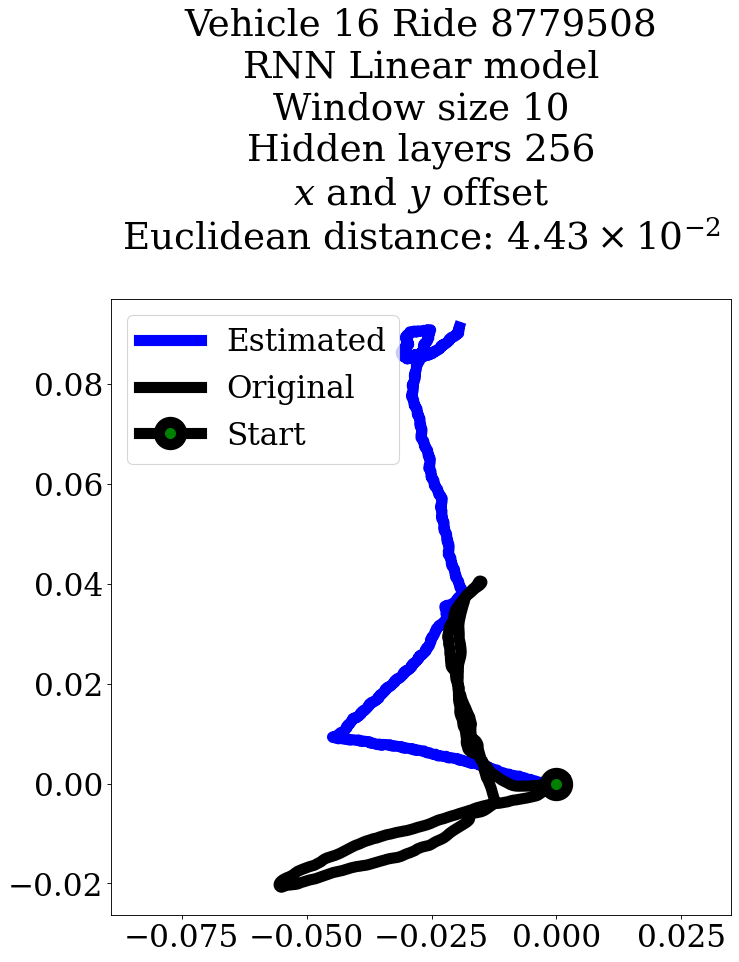 Vehicle 16 Ride 8779508
RNN Linear model
Window size 10
Hidden layers 256
x and y offset
Euclidean distance: 4.43 × 10⁻²
Estimated
Original
Start
0.08
0.06
0.04
0.02
0.00
−0.02
−0.075 −0.050 −0.025 0.000 0.025